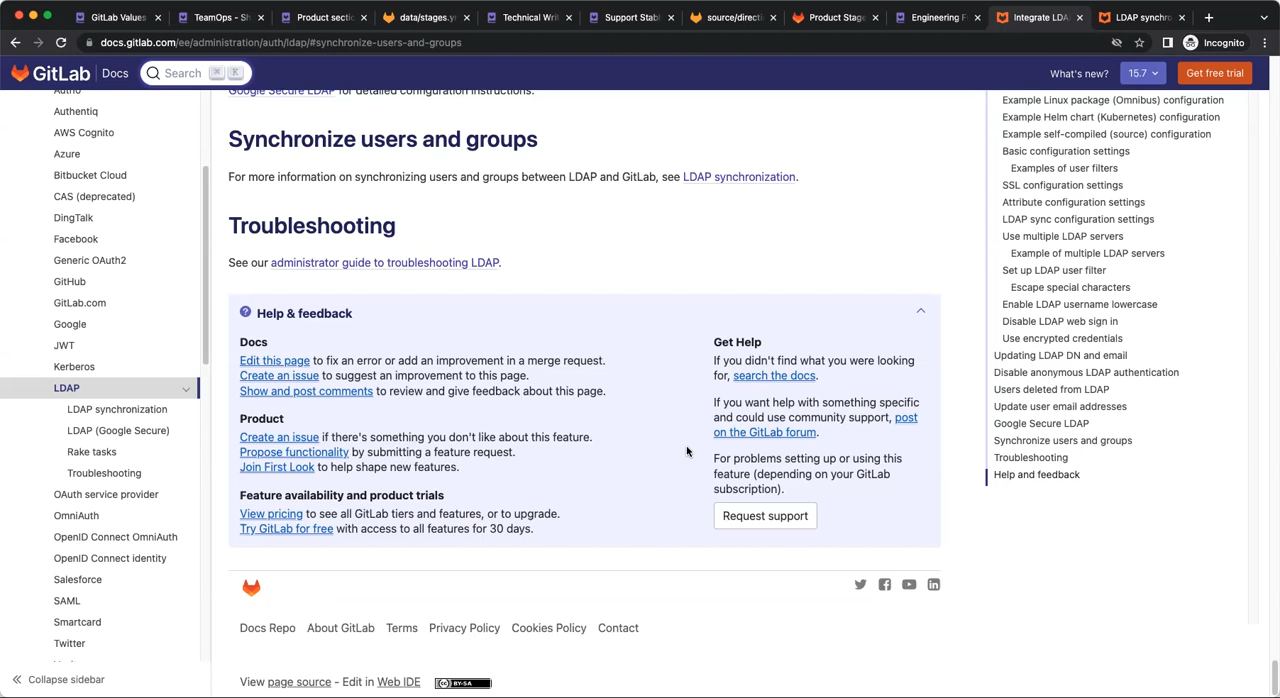 GitLab Values
TeamOps - Sh
Product secti
data/stages.y
Technical Wri
Support Stabl
source/directi
Product Stage
Engineering F
Integrate LDA
LDAP synchro
docs.gitlab.com/ee/administration/auth/ldap/#synchronize-users-and-groups
Incognito
GitLab Docs
Search ⌘ K
What's new?
15.7
Get free trial
Auth0
Authentiq
AWS Cognito
Azure
Bitbucket Cloud
CAS (deprecated)
DingTalk
Facebook
Generic OAuth2
GitHub
GitLab.com
Google
JWT
Kerberos
LDAP
LDAP synchronization
LDAP (Google Secure)
Rake tasks
Troubleshooting
OAuth service provider
OmniAuth
OpenID Connect OmniAuth
OpenID Connect identity
Salesforce
SAML
Smartcard
Twitter
Collapse sidebar
Google Secure LDAP for detailed configuration instructions.
Synchronize users and groups
For more information on synchronizing users and groups between LDAP and GitLab, see LDAP synchronization.
Troubleshooting
See our administrator guide to troubleshooting LDAP.
Help & feedback
Docs
Edit this page to fix an error or add an improvement in a merge request.
Create an issue to suggest an improvement to this page.
Show and post comments to review and give feedback about this page.
Product
Create an issue if there's something you don't like about this feature.
Propose functionality by submitting a feature request.
Join First Look to help shape new features.
Feature availability and product trials
View pricing to see all GitLab tiers and features, or to upgrade.
Try GitLab for free with access to all features for 30 days.
Get Help
If you didn't find what you were looking
for, search the docs.
If you want help with something specific
and could use community support, post
on the GitLab forum.
For problems setting up or using this
feature (depending on your GitLab
subscription).
Request support
Docs Repo About GitLab Terms Privacy Policy Cookies Policy Contact
View page source - Edit in Web IDE
CC BY-SA
Example Linux package (Omnibus) configuration
Example Helm chart (Kubernetes) configuration
Example self-compiled (source) configuration
Basic configuration settings
Examples of user filters
SSL configuration settings
Attribute configuration settings
LDAP sync configuration settings
Use multiple LDAP servers
Example of multiple LDAP servers
Set up LDAP user filter
Escape special characters
Enable LDAP username lowercase
Disable LDAP web sign in
Use encrypted credentials
Updating LDAP DN and email
Disable anonymous LDAP authentication
Users deleted from LDAP
Update user email addresses
Google Secure LDAP
Synchronize users and groups
Troubleshooting
Help and feedback